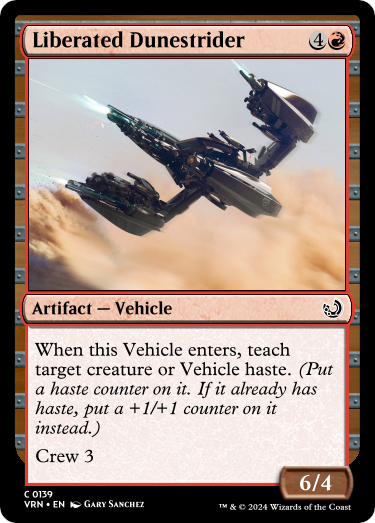 Liberated Dunestrider 4
Artifact — Vehicle
When this Vehicle enters, teach
target creature or Vehicle haste. (Put
a haste counter on it. If it already has
haste, put a +1/+1 counter on it
instead.)
Crew 3
6/4
C 0139
VRN • EN Gary Sanchez
™ & © 2024 Wizards of the Coast